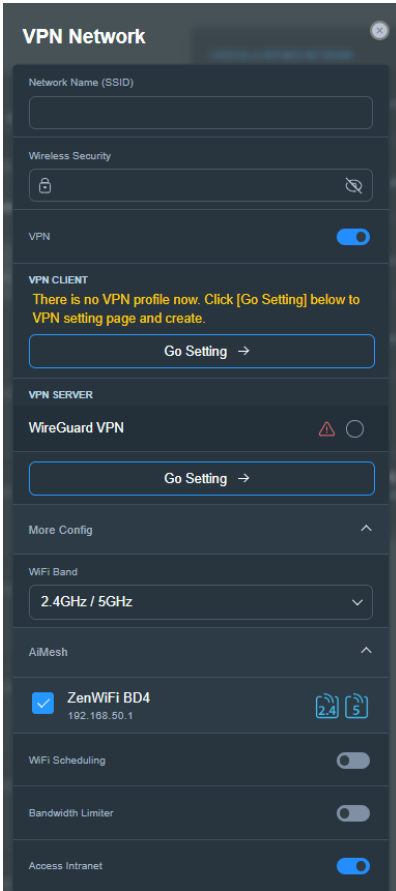 VPN Network
Network Name (SSID)
Wireless Security
VPN
VPN CLIENT
There is no VPN profile now. Click [Go Setting] below to
VPN setting page and create.
Go Setting →
VPN SERVER
WireGuard VPN
Go Setting →
More Config
WiFi Band
2.4GHz / 5GHz
AiMesh
ZenWiFi BD4
192.168.50.1
2.4 5
WiFi Scheduling
Bandwidth Limiter
Access Intranet